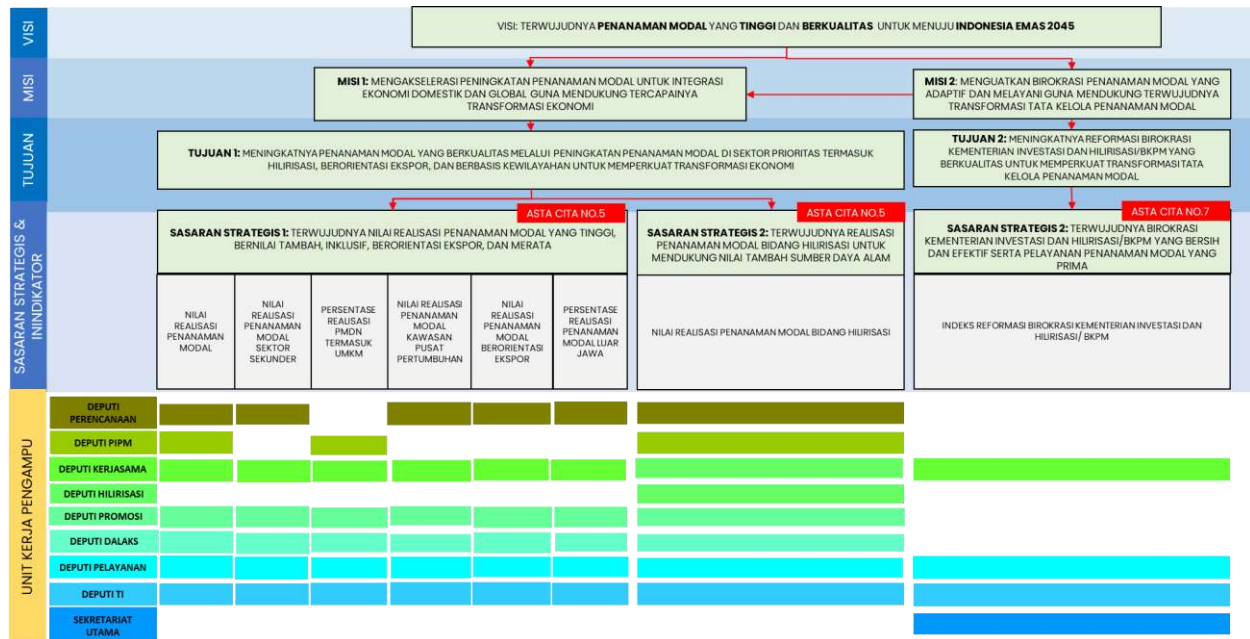 VISI
VISI: TERWUJUDNYA PENANAMAN MODAL YANG TINGGI DAN BERKUALITAS UNTUK MENUJU INDONESIA EMAS 2045
MISI
MISI 1: MENGAKSELERASI PENINGKATAN PENANAMAN MODAL UNTUK INTEGRASI
EKONOMI DOMESTIK DAN GLOBAL GUNA MENDUKUNG TERCAPAINYA
TRANSFORMASI EKONOMI
MISI 2: MENGUATKAN BIROKRASI PENANAMAN MODAL YANG
ADAPTIF DAN MELAYANI GUNA MENDUKUNG TERWUJUDNYA
TRANSFORMASI TATA KELOLA PENANAMAN MODAL
TUJUAN
TUJUAN 1: MENINGKATNYA PENANAMAN MODAL YANG BERKUALITAS MELALUI PENINGKATAN PENANAMAN MODAL DI SEKTOR PRIORITAS TERMASUK
HILIRISASI, BERORIENTASI EKSPOR, DAN BERBASIS KEWILAYAHAN UNTUK MEMPERKUAT TRANSFORMASI EKONOMI
TUJUAN 2: MENINGKATNYA REFORMASI BIROKRASI
KEMENTERIAN INVESTASI DAN HILIRISASI/BKPM YANG
BERKUALITAS UNTUK MEMPERKUAT TRANSFORMASI TATA
KELOLA PENANAMAN MODAL
SASARAN STRATEGIS &
ININDIKATOR
ASTA CITA NO.5
SASARAN STRATEGIS 1: TERWUJUDNYA NILAI REALISASI PENANAMAN MODAL YANG TINGGI,
BERNILAI TAMBAH, INKLUSIF, BERORIENTASI EKSPOR, DAN MERATA
ASTA CITA NO.5
SASARAN STRATEGIS 2: TERWUJUDNYA REALISASI
PENANAMAN MODAL BIDANG HILIRISASI UNTUK
MENDUKUNG NILAI TAMBAH SUMBER DAYA ALAM
ASTA CITA NO.7
SASARAN STRATEGIS 2: TERWUJUDNYA BIROKRASI
KEMENTERIAN INVESTASI DAN HILIRISASI/BKPM YANG BERSIH
DAN EFEKTIF SERTA PELAYANAN PENANAMAN MODAL YANG
PRIMA
NILAI
REALISASI
PENANAMAN
MODAL
NILAI
REALISASI
PENANAMAN
MODAL
SEKTOR
SEKUNDER
PERSENTASE
REALISASI
PMDN
TERMASUK
UMKM
NILAI REALISASI
PENANAMAN
MODAL
KAWASAN
PUSAT
PERTUMBUHAN
NILAI
REALISASI
PENANAMAN
MODAL
BERORIENTASI
EKSPOR
PERSENTASE
REALISASI
PENANAMAN
MODAL LUAR
JAWA
NILAI REALISASI PENANAMAN MODAL BIDANG HILIRISASI
INDEKS REFORMASI BIROKRASI KEMENTERIAN INVESTASI DAN
HILIRISASI/ BKPM
UNIT KERJA PENGAMPU
DEPUTI
PERENCANAAN
DEPUTI PIPM
DEPUTI KERJASAMA
DEPUTI HILIRISASI
DEPUTI PROMOSI
DEPUTI DALAKS
DEPUTI PELAYANAN
DEPUTI TI
SEKRETARIAT
UTAMA